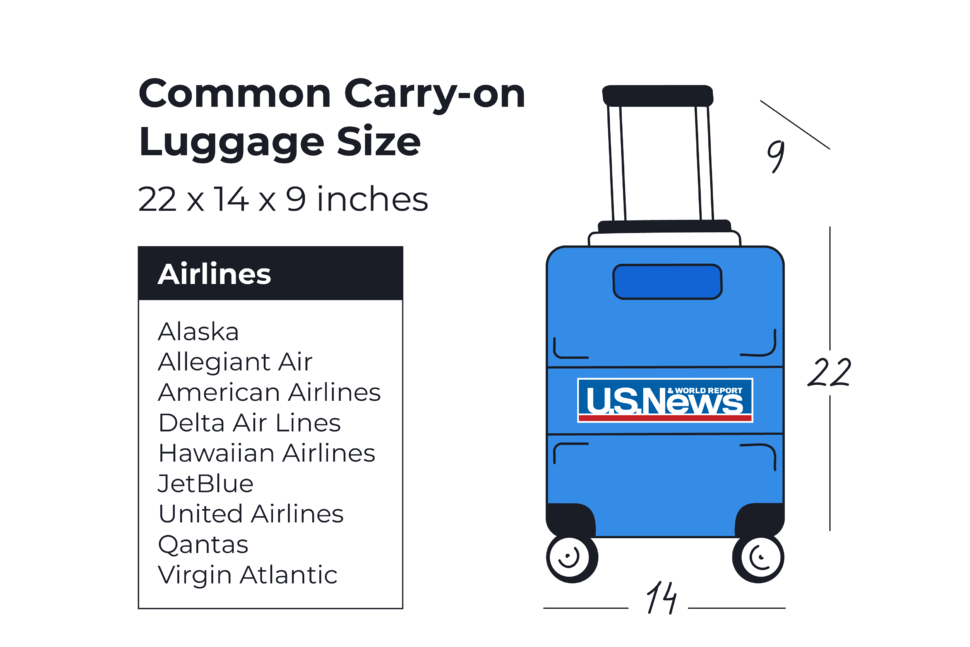 Common Carry-on
Luggage Size
22 x 14 x 9 inches
Airlines
Alaska
Allegiant Air
American Airlines
Delta Air Lines
Hawaiian Airlines
JetBlue
United Airlines
Qantas
Virgin Atlantic
9
22
& WORLD REPORT
U.S.News
14